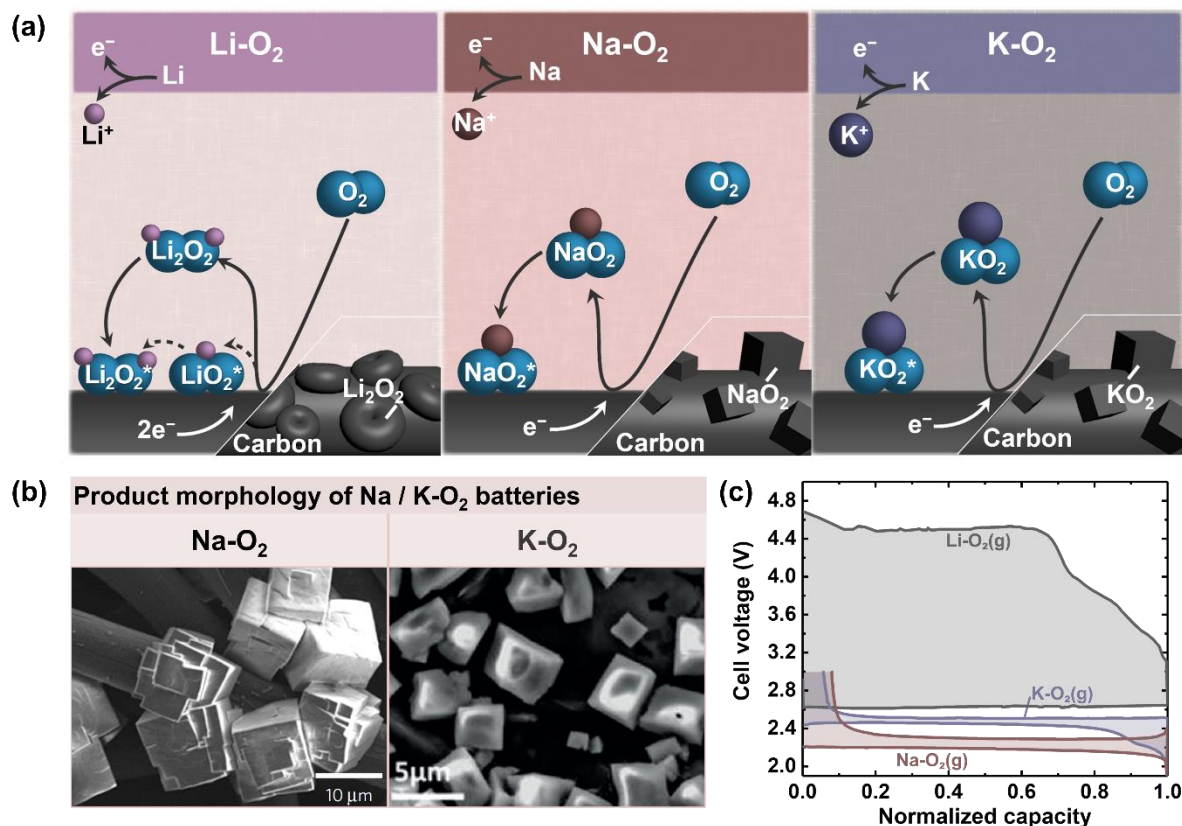 (a)
Li-O₂
e⁻
Li
Li⁺
O₂
Li₂O₂
Li₂O₂*
LiO₂*
Li₂O₂
2e⁻
Carbon
Na-O₂
e⁻
Na
Na⁺
O₂
NaO₂
NaO₂*
NaO₂
e⁻
Carbon
K-O₂
e⁻
K
K⁺
O₂
KO₂
KO₂*
KO₂
e⁻
Carbon
(b)
Product morphology of Na / K-O₂ batteries
Na-O₂
K-O₂
10 μm
5μm
(c)
Cell voltage (V)
4.8
4.4
4.0
3.6
3.2
2.8
2.4
2.0
Li-O₂(g)
K-O₂(g)
Na-O₂(g)
0.0 0.2 0.4 0.6 0.8 1.0
Normalized capacity